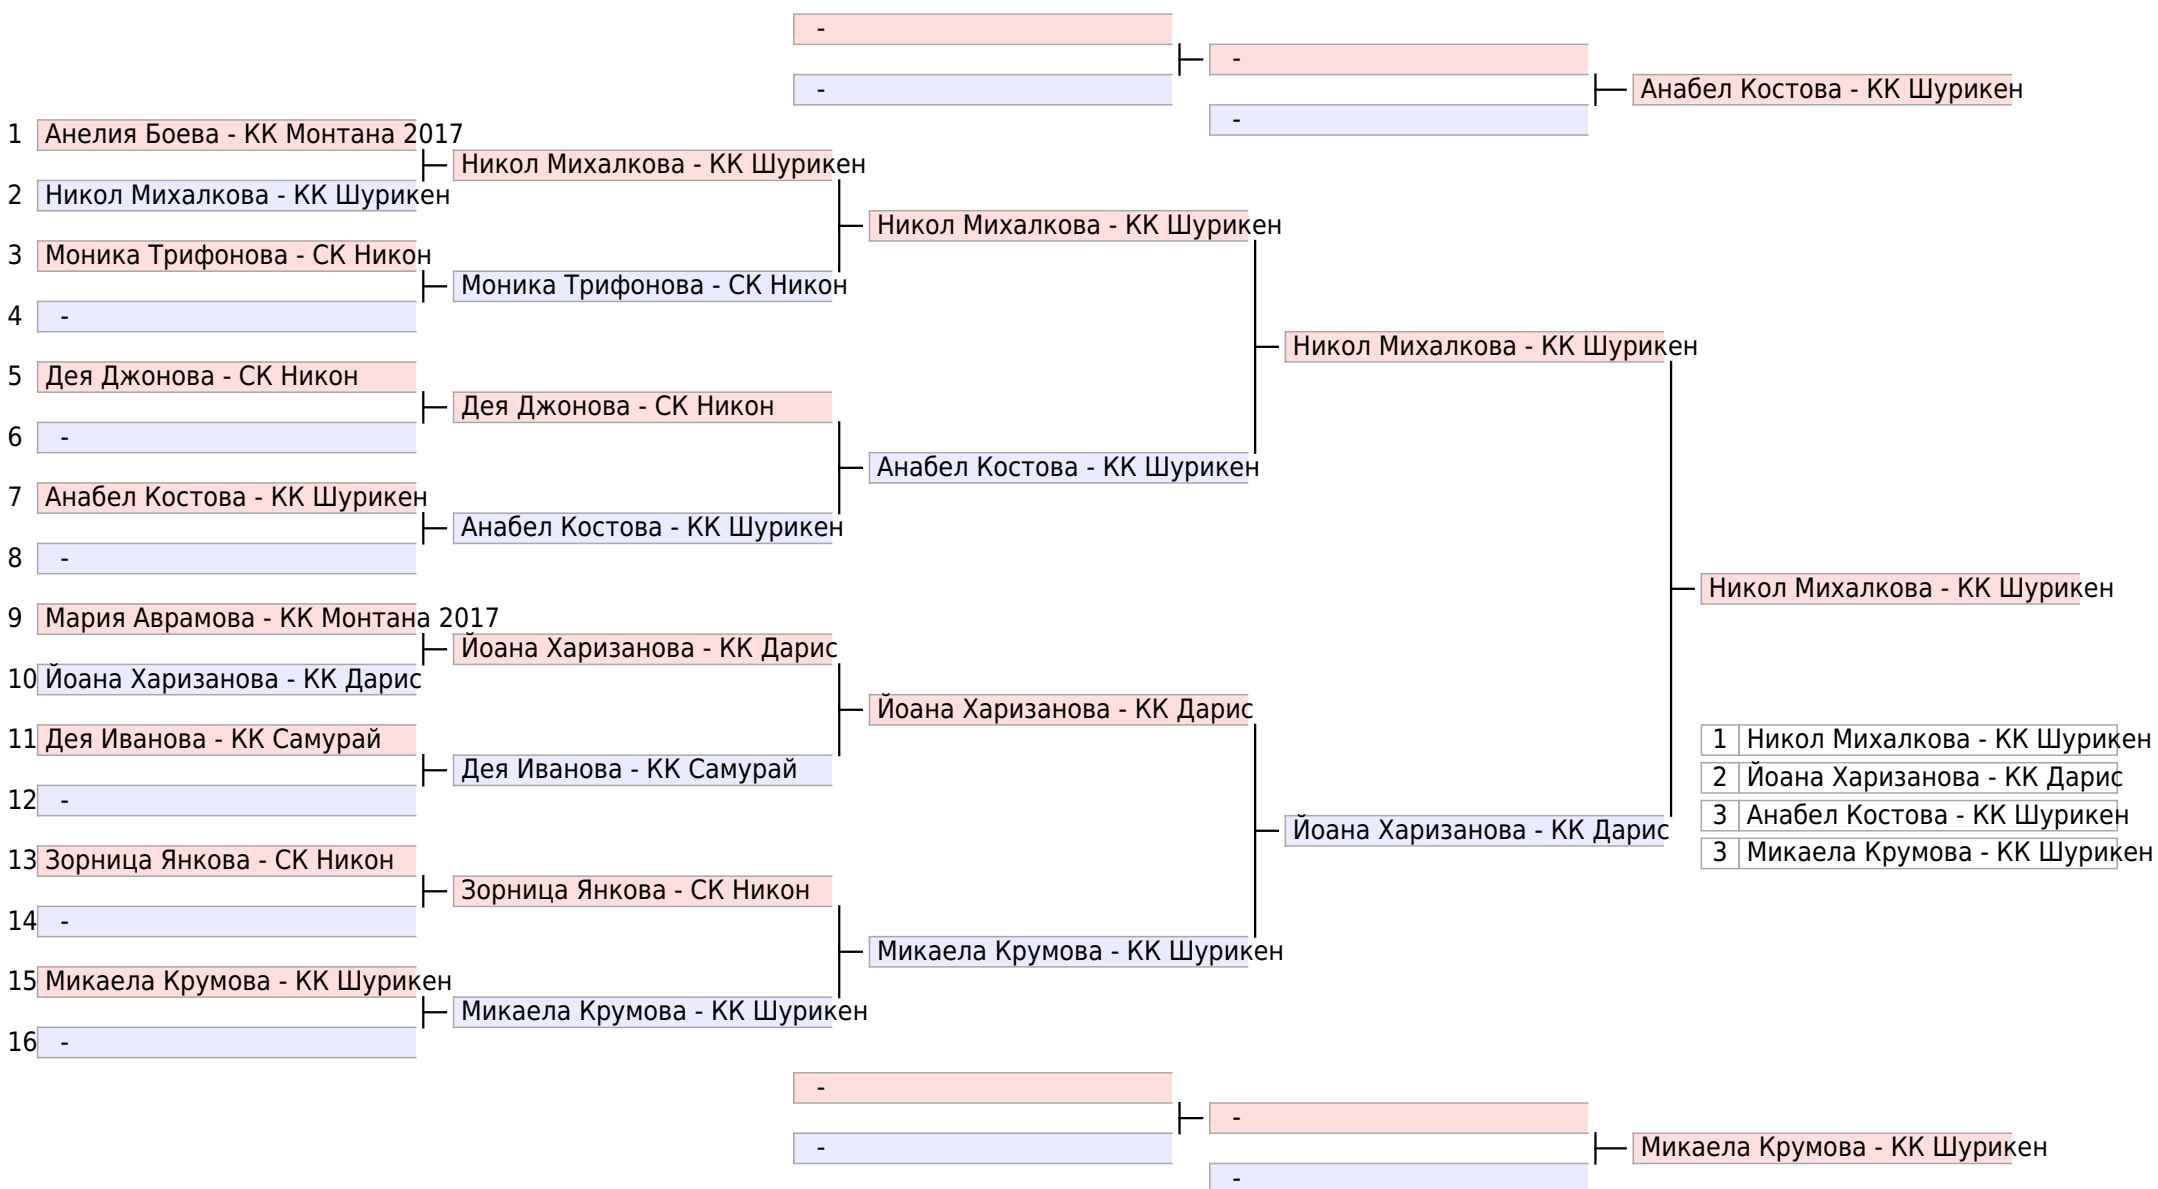 -
-
-
-
Анабел Костова - КК Шурикен
1 Анелия Боева - КК Монтана 2017
2 Никол Михалкова - КК Шурикен
3 Моника Трифонова - СК Никон
4 -
5 Дея Джонова - СК Никон
6 -
7 Анабел Костова - КК Шурикен
8 -
9 Мария Аврамова - КК Монтана 2017
10 Йоана Харизанова - КК Дарис
11 Дея Иванова - КК Самурай
12 -
13 Зорница Янкова - СК Никон
14 -
15 Микаела Крумова - КК Шурикен
16 -
Никол Михалкова - КК Шурикен
Моника Трифонова - СК Никон
Дея Джонова - СК Никон
Анабел Костова - КК Шурикен
Йоана Харизанова - КК Дарис
Дея Иванова - КК Самурай
Зорница Янкова - СК Никон
Микаела Крумова - КК Шурикен
Никол Михалкова - КК Шурикен
Анабел Костова - КК Шурикен
Йоана Харизанова - КК Дарис
Микаела Крумова - КК Шурикен
Никол Михалкова - КК Шурикен
Йоана Харизанова - КК Дарис
Никол Михалкова - КК Шурикен
1 Никол Михалкова - КК Шурикен
2 Йоана Харизанова - КК Дарис
3 Анабел Костова - КК Шурикен
3 Микаела Крумова - КК Шурикен
-
-
-
-
Микаела Крумова - КК Шурикен